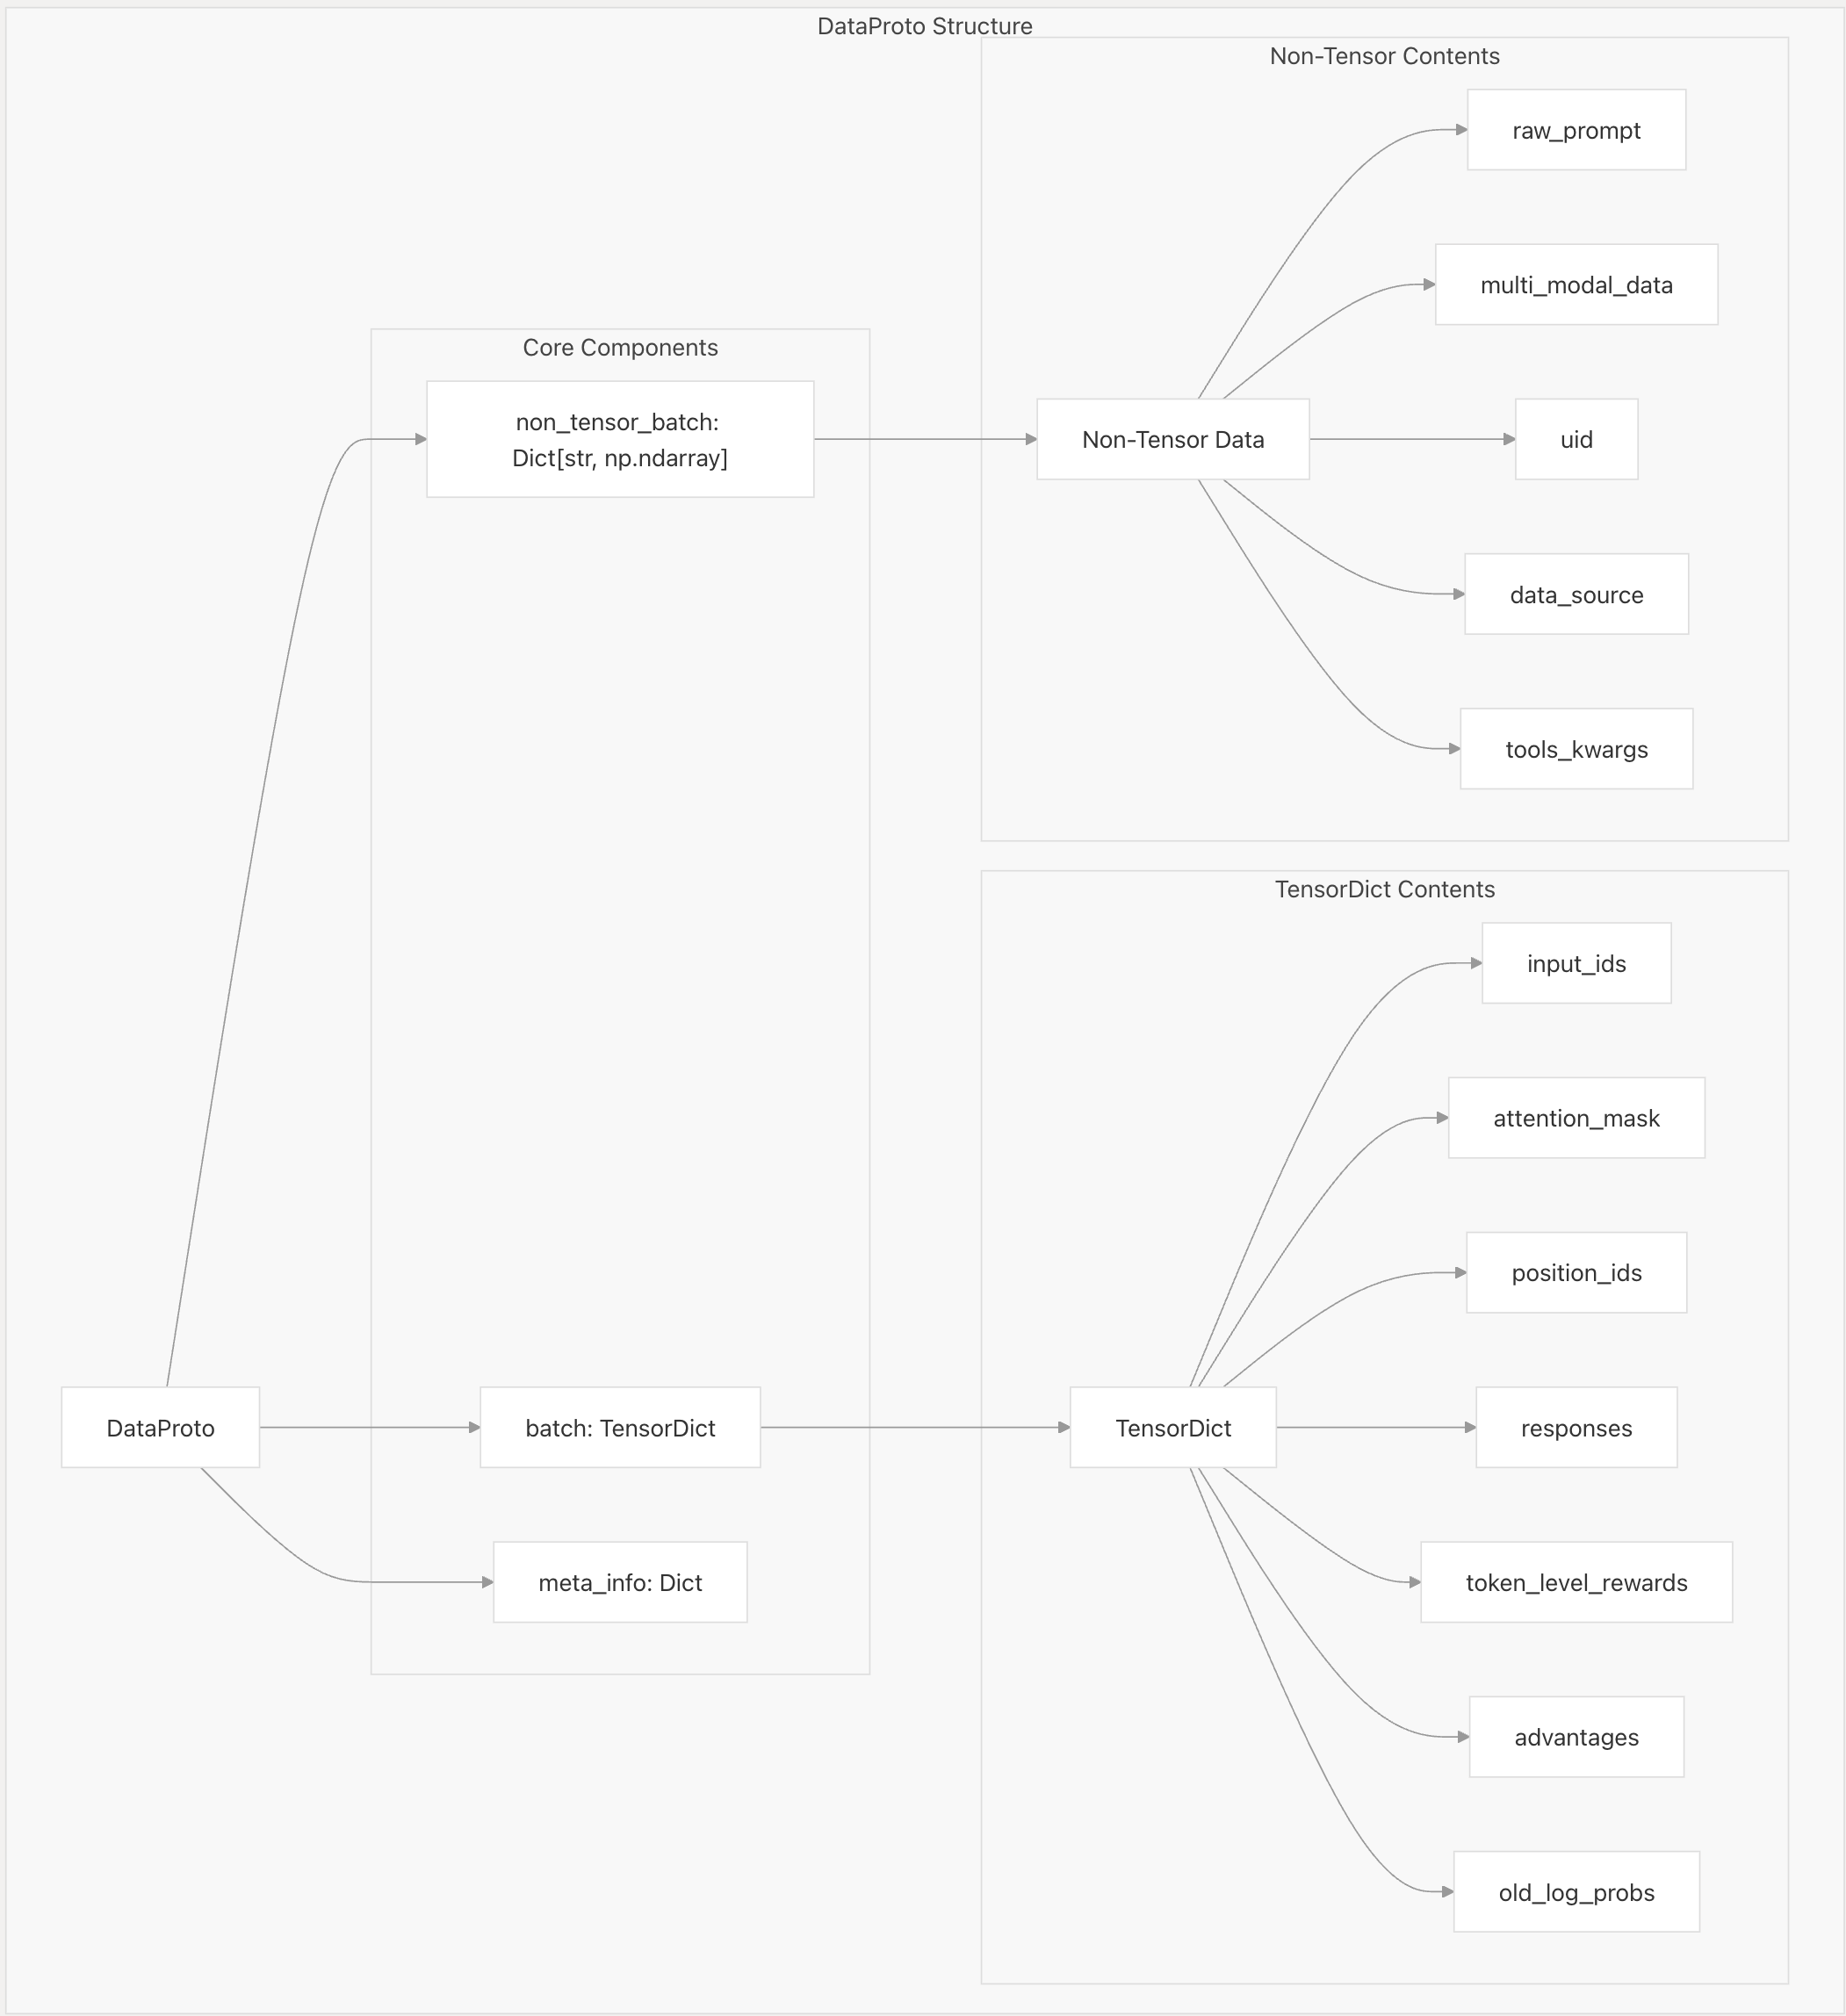 DataProto Structure
Non-Tensor Contents
raw_prompt
multi_modal_data
Core Components
non_tensor_batch:
Dict[str, np.ndarray]
Non-Tensor Data
uid
data_source
tools_kwargs
TensorDict Contents
input_ids
attention_mask
position_ids
DataProto
batch: TensorDict
TensorDict
responses
meta_info: Dict
token_level_rewards
advantages
old_log_probs